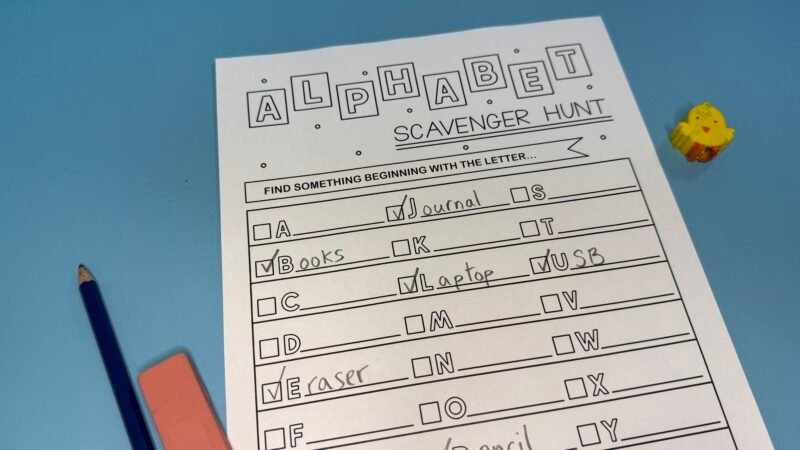 ALPHABET
SCAVENGER HUNT
FIND SOMETHING BEGINNING WITH THE LETTER...
A Journal S
Books K T
C Laptop USB
D M V
Eraser N W
F O X
Pencil Y